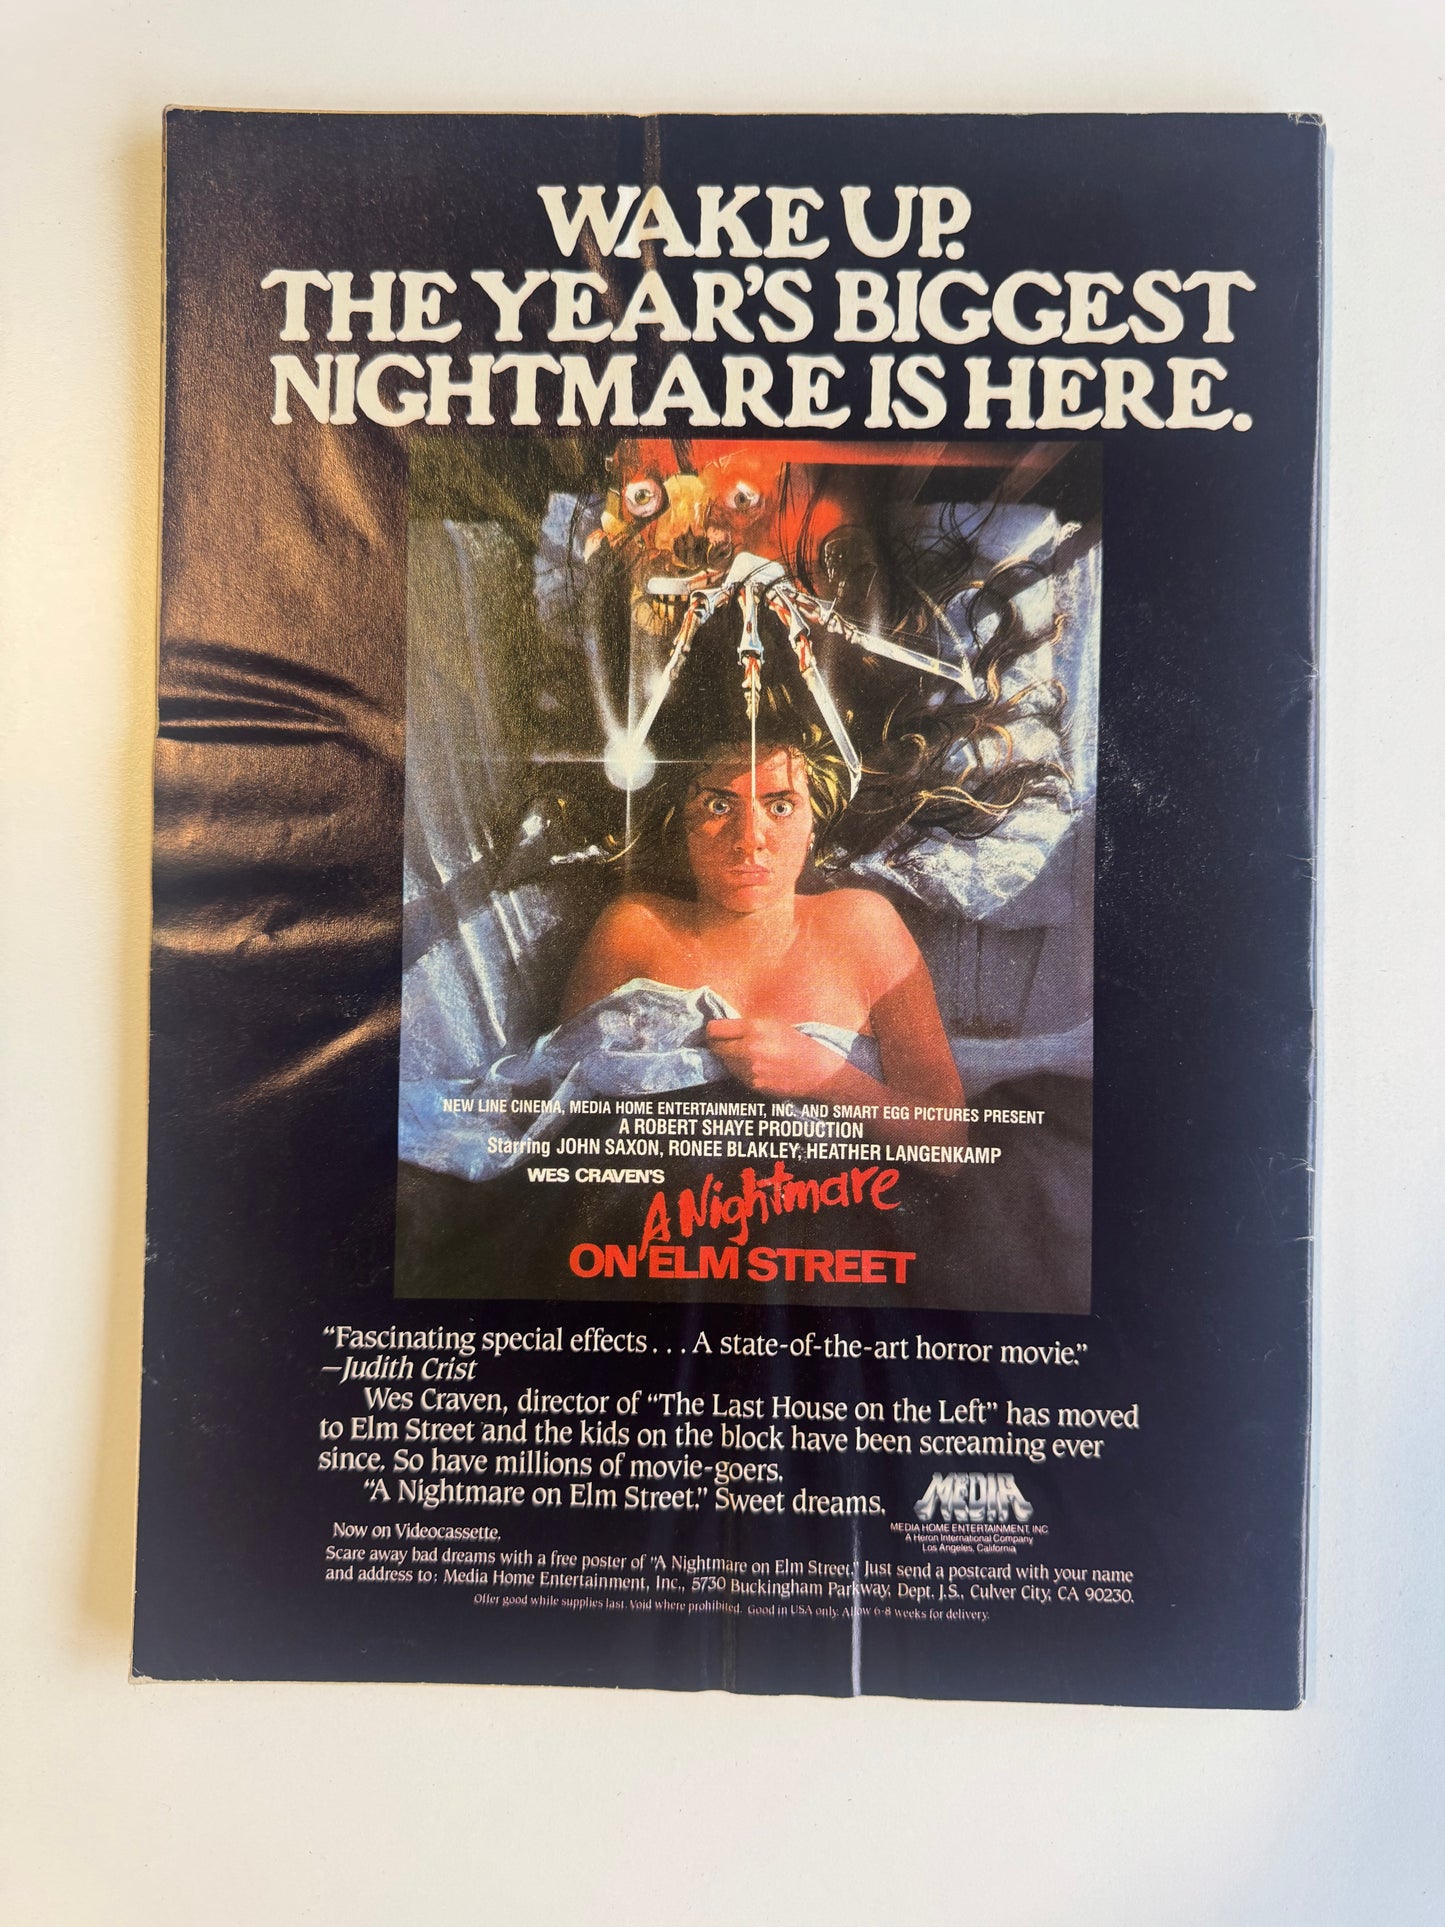 WAKE UP.
THE YEAR'S BIGGEST
NIGHTMARE IS HERE.
NEW LINE CINEMA, MEDIA HOME ENTERTAINMENT, INC. AND SMART EGG PICTURES PRESENT
A ROBERT SHAYE PRODUCTION
Starring JOHN SAXON, RONEE BLAKLEY, HEATHER LANGENKAMP
WES CRAVEN'S
A Nightmare
ON ELM STREET
“Fascinating special effects . . . A state-of-the-art horror movie.”
—Judith Crist
Wes Craven, director of “The Last House on the Left” has moved
to Elm Street and the kids on the block have been screaming ever
since. So have millions of movie-goers.
“A Nightmare on Elm Street.” Sweet dreams.
MEDIA
MEDIA HOME ENTERTAINMENT, INC
A Heron International Company
Los Angeles, California
Now on Videocassette.
Scare away bad dreams with a free poster of “A Nightmare on Elm Street.” Just send a postcard with your name
and address to: Media Home Entertainment, Inc., 5730 Buckingham Parkway, Dept. J.S., Culver City, CA 90230.
Offer good while supplies last. Void where prohibited. Good in USA only. Allow 6-8 weeks for delivery.